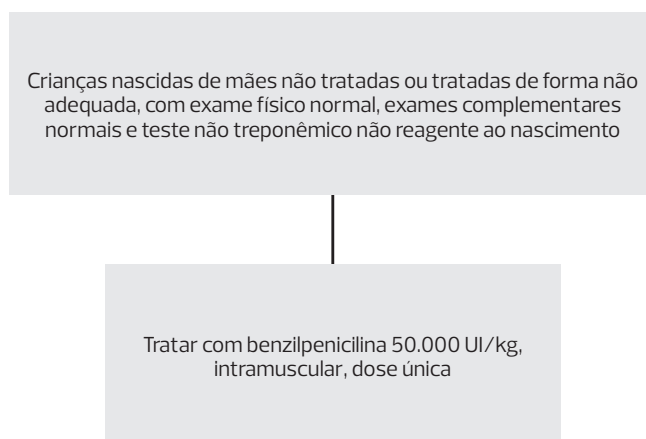 Crianças nascidas de mães não tratadas ou tratadas de forma não
adequada, com exame físico normal, exames complementares
normais e teste não treponêmico não reagente ao nascimento
Tratar com benzilpenicilina 50.000 UI/kg,
intramuscular, dose única